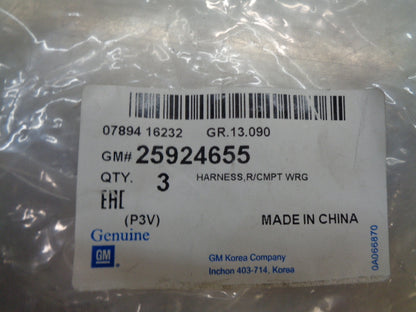 07894 16232 GR.13.090
GM# 25924655
QTY. 3 HARNESS,R/CMPT WRG
EAC
(P3V) MADE IN CHINA
Genuine
GM
GM Korea Company
Inchon 403-714, Korea
0A066870